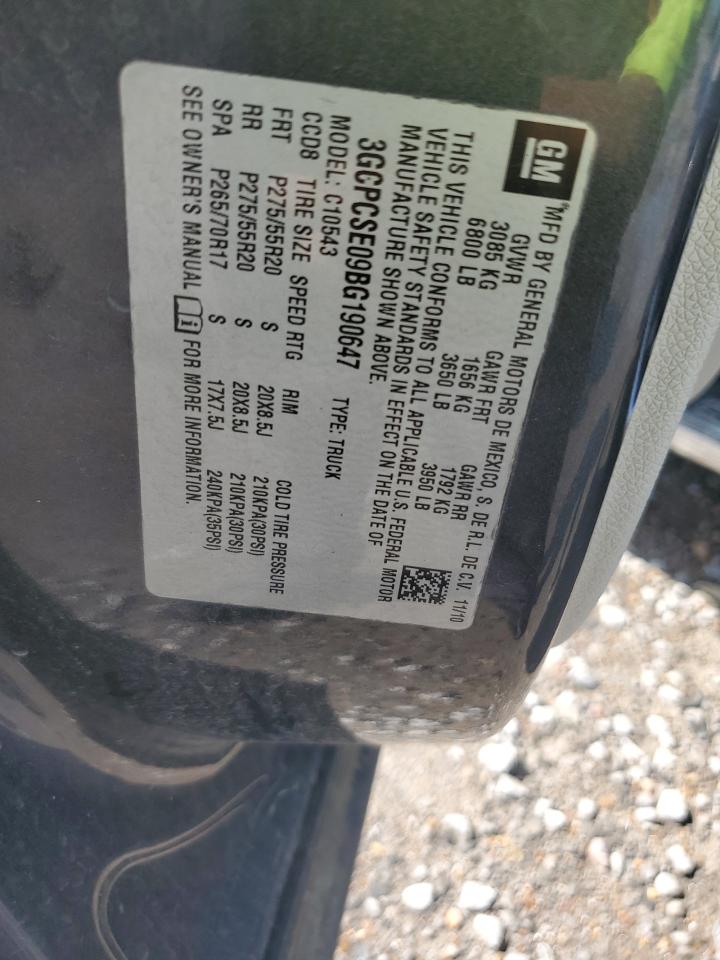 GM
®MFD BY GENERAL MOTORS DE MEXICO, S. DE R.L. DE C.V. 11/10
GVWR GAWR FRT GAWR RR
3085 KG 1656 KG 1792 KG
6800 LB 3650 LB 3950 LB
THIS VEHICLE CONFORMS TO ALL APPLICABLE U.S. FEDERAL MOTOR
VEHICLE SAFETY STANDARDS IN EFFECT ON THE DATE OF
MANUFACTURE SHOWN ABOVE.
3GCPCSE09BG190647
MODEL: C10543 TYPE: TRUCK
CCD8 TIRE SIZE SPEED RTG RIM COLD TIRE PRESSURE
FRT P275/55R20 S 20X8.5J 210KPA(30PSI)
RR P275/55R20 S 20X8.5J 210KPA(30PSI)
SPA P265/70R17 S 17X7.5J 240KPA(35PSI)
SEE OWNER'S MANUAL i FOR MORE INFORMATION.